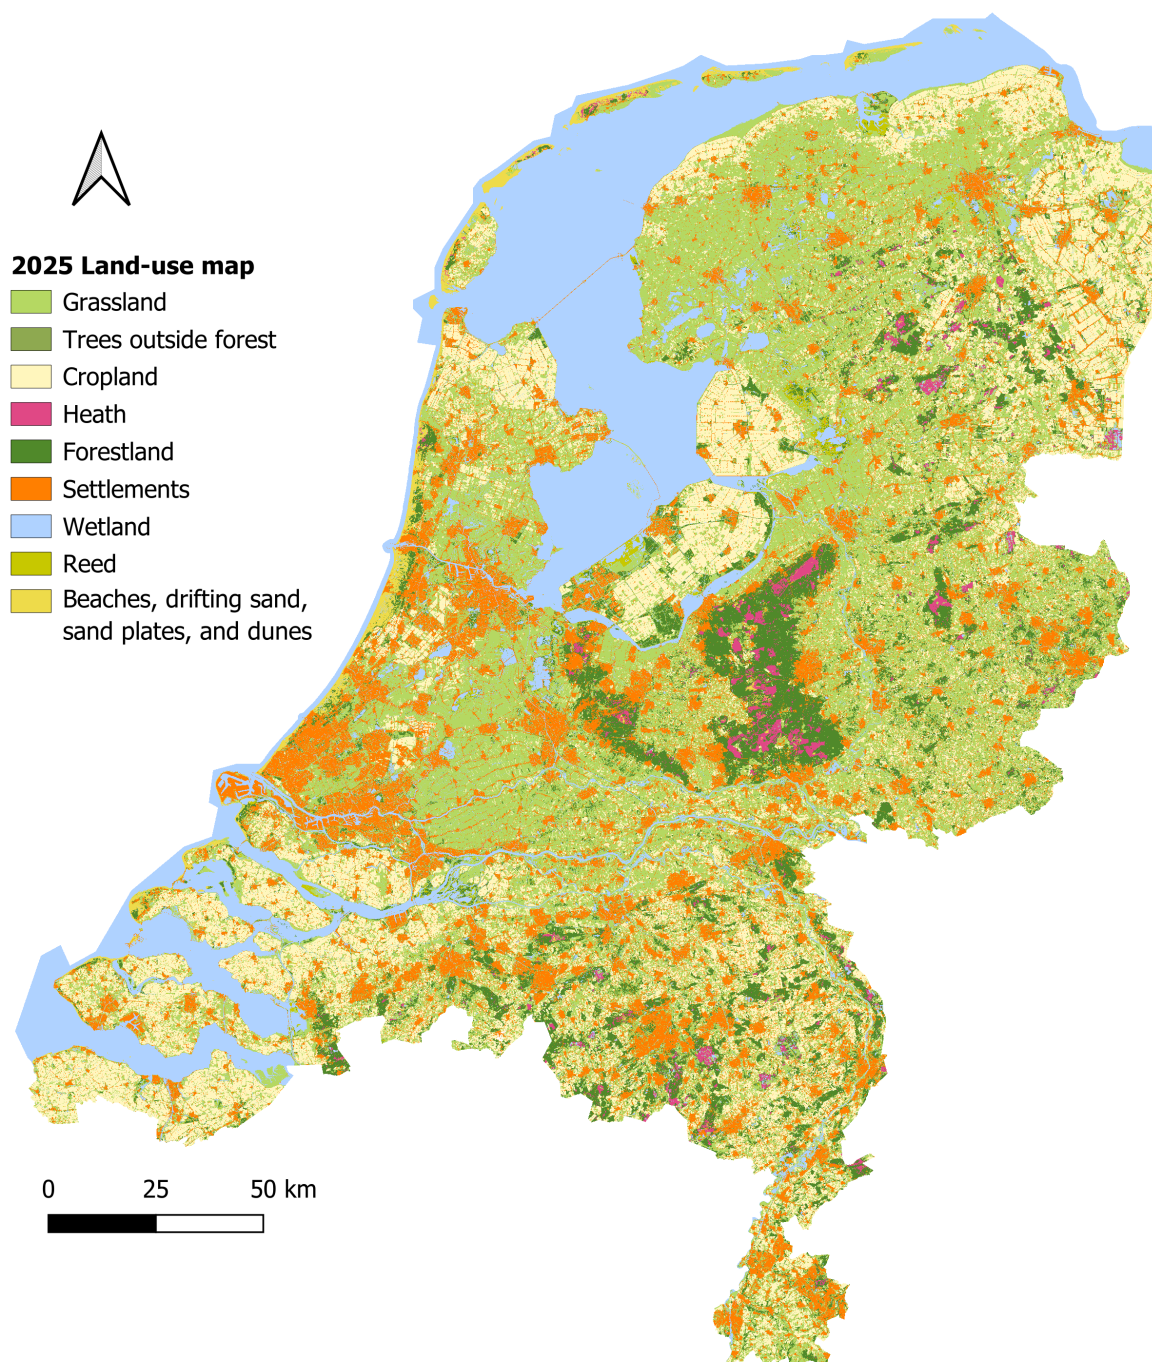 2025 Land-use map
Grassland
Trees outside forest
Cropland
Heath
Forestland
Settlements
Wetland
Reed
Beaches, drifting sand,
sand plates, and dunes
0 25 50 km